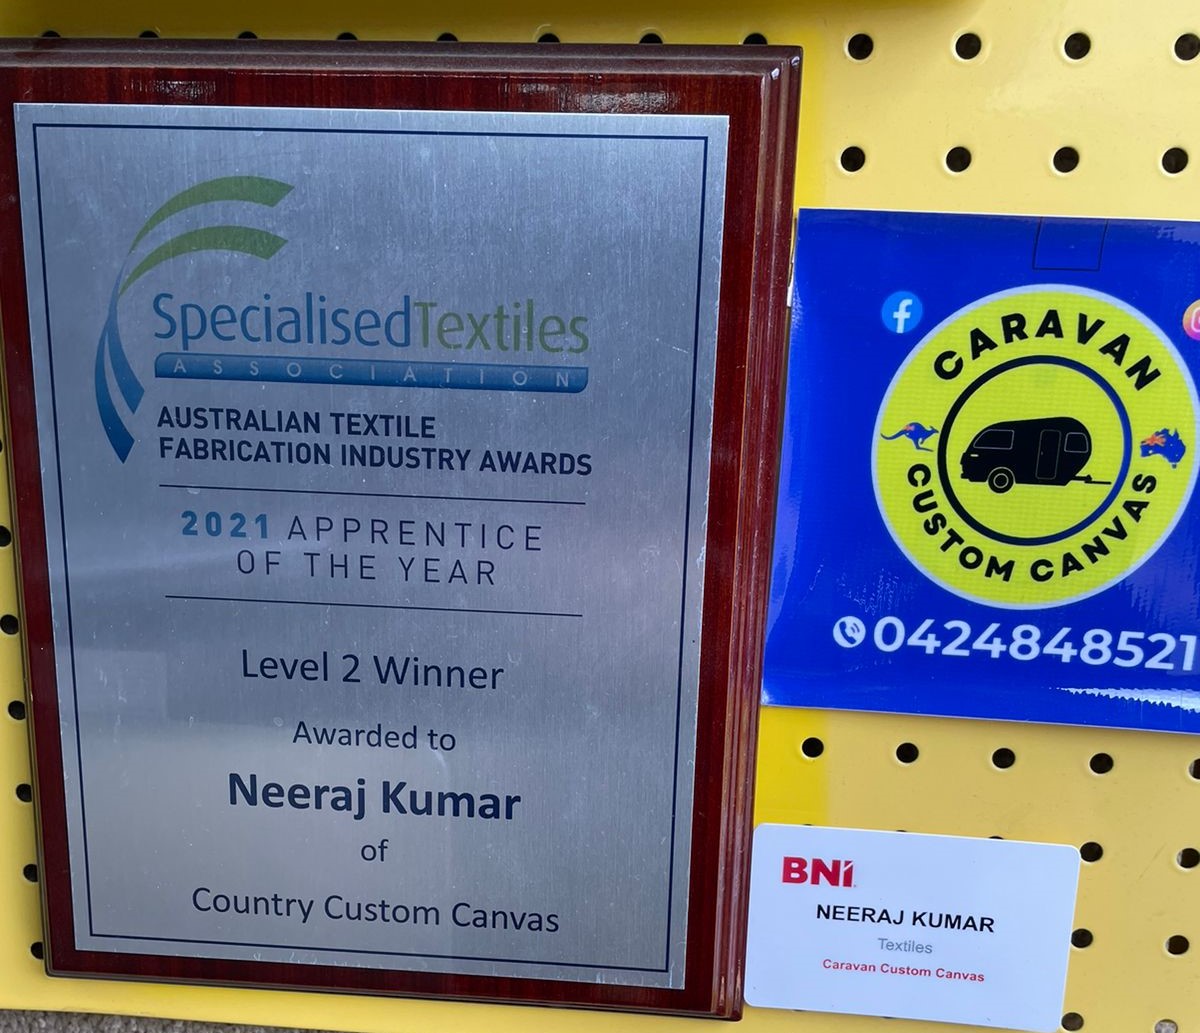 SpecialisedTextiles
ASSOCIATION
AUSTRALIAN TEXTILE
FABRICATION INDUSTRY AWARDS
2021 APPRENTICE
OF THE YEAR
Level 2 Winner
Awarded to
Neeraj Kumar
of
Country Custom Canvas
CARAVAN
CUSTOM CANVAS
0424848521
BNI
NEERAJ KUMAR
Textiles
Caravan Custom Canvas